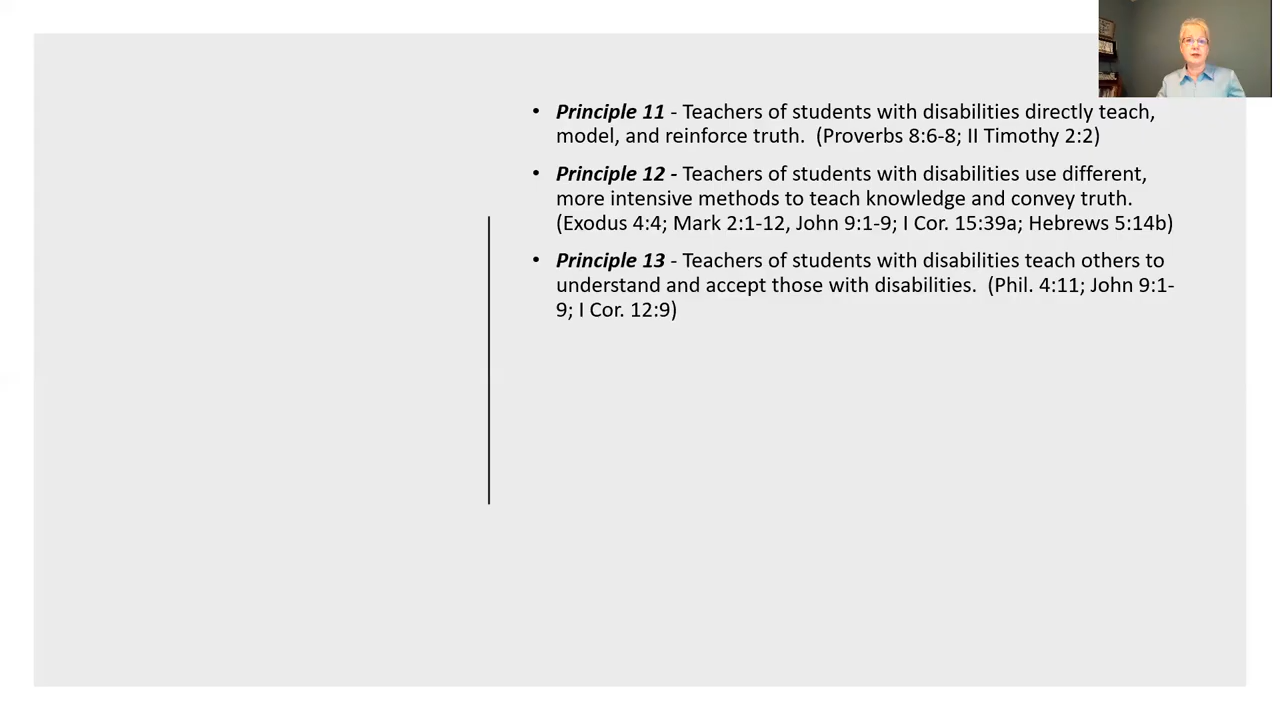 • Principle 11 - Teachers of students with disabilities directly teach,
model, and reinforce truth.  (Proverbs 8:6-8; II Timothy 2:2)
• Principle 12 - Teachers of students with disabilities use different,
more intensive methods to teach knowledge and convey truth.
(Exodus 4:4; Mark 2:1-12, John 9:1-9; I Cor. 15:39a; Hebrews 5:14b)
• Principle 13 - Teachers of students with disabilities teach others to
understand and accept those with disabilities.  (Phil. 4:11; John 9:1-
9; I Cor. 12:9)